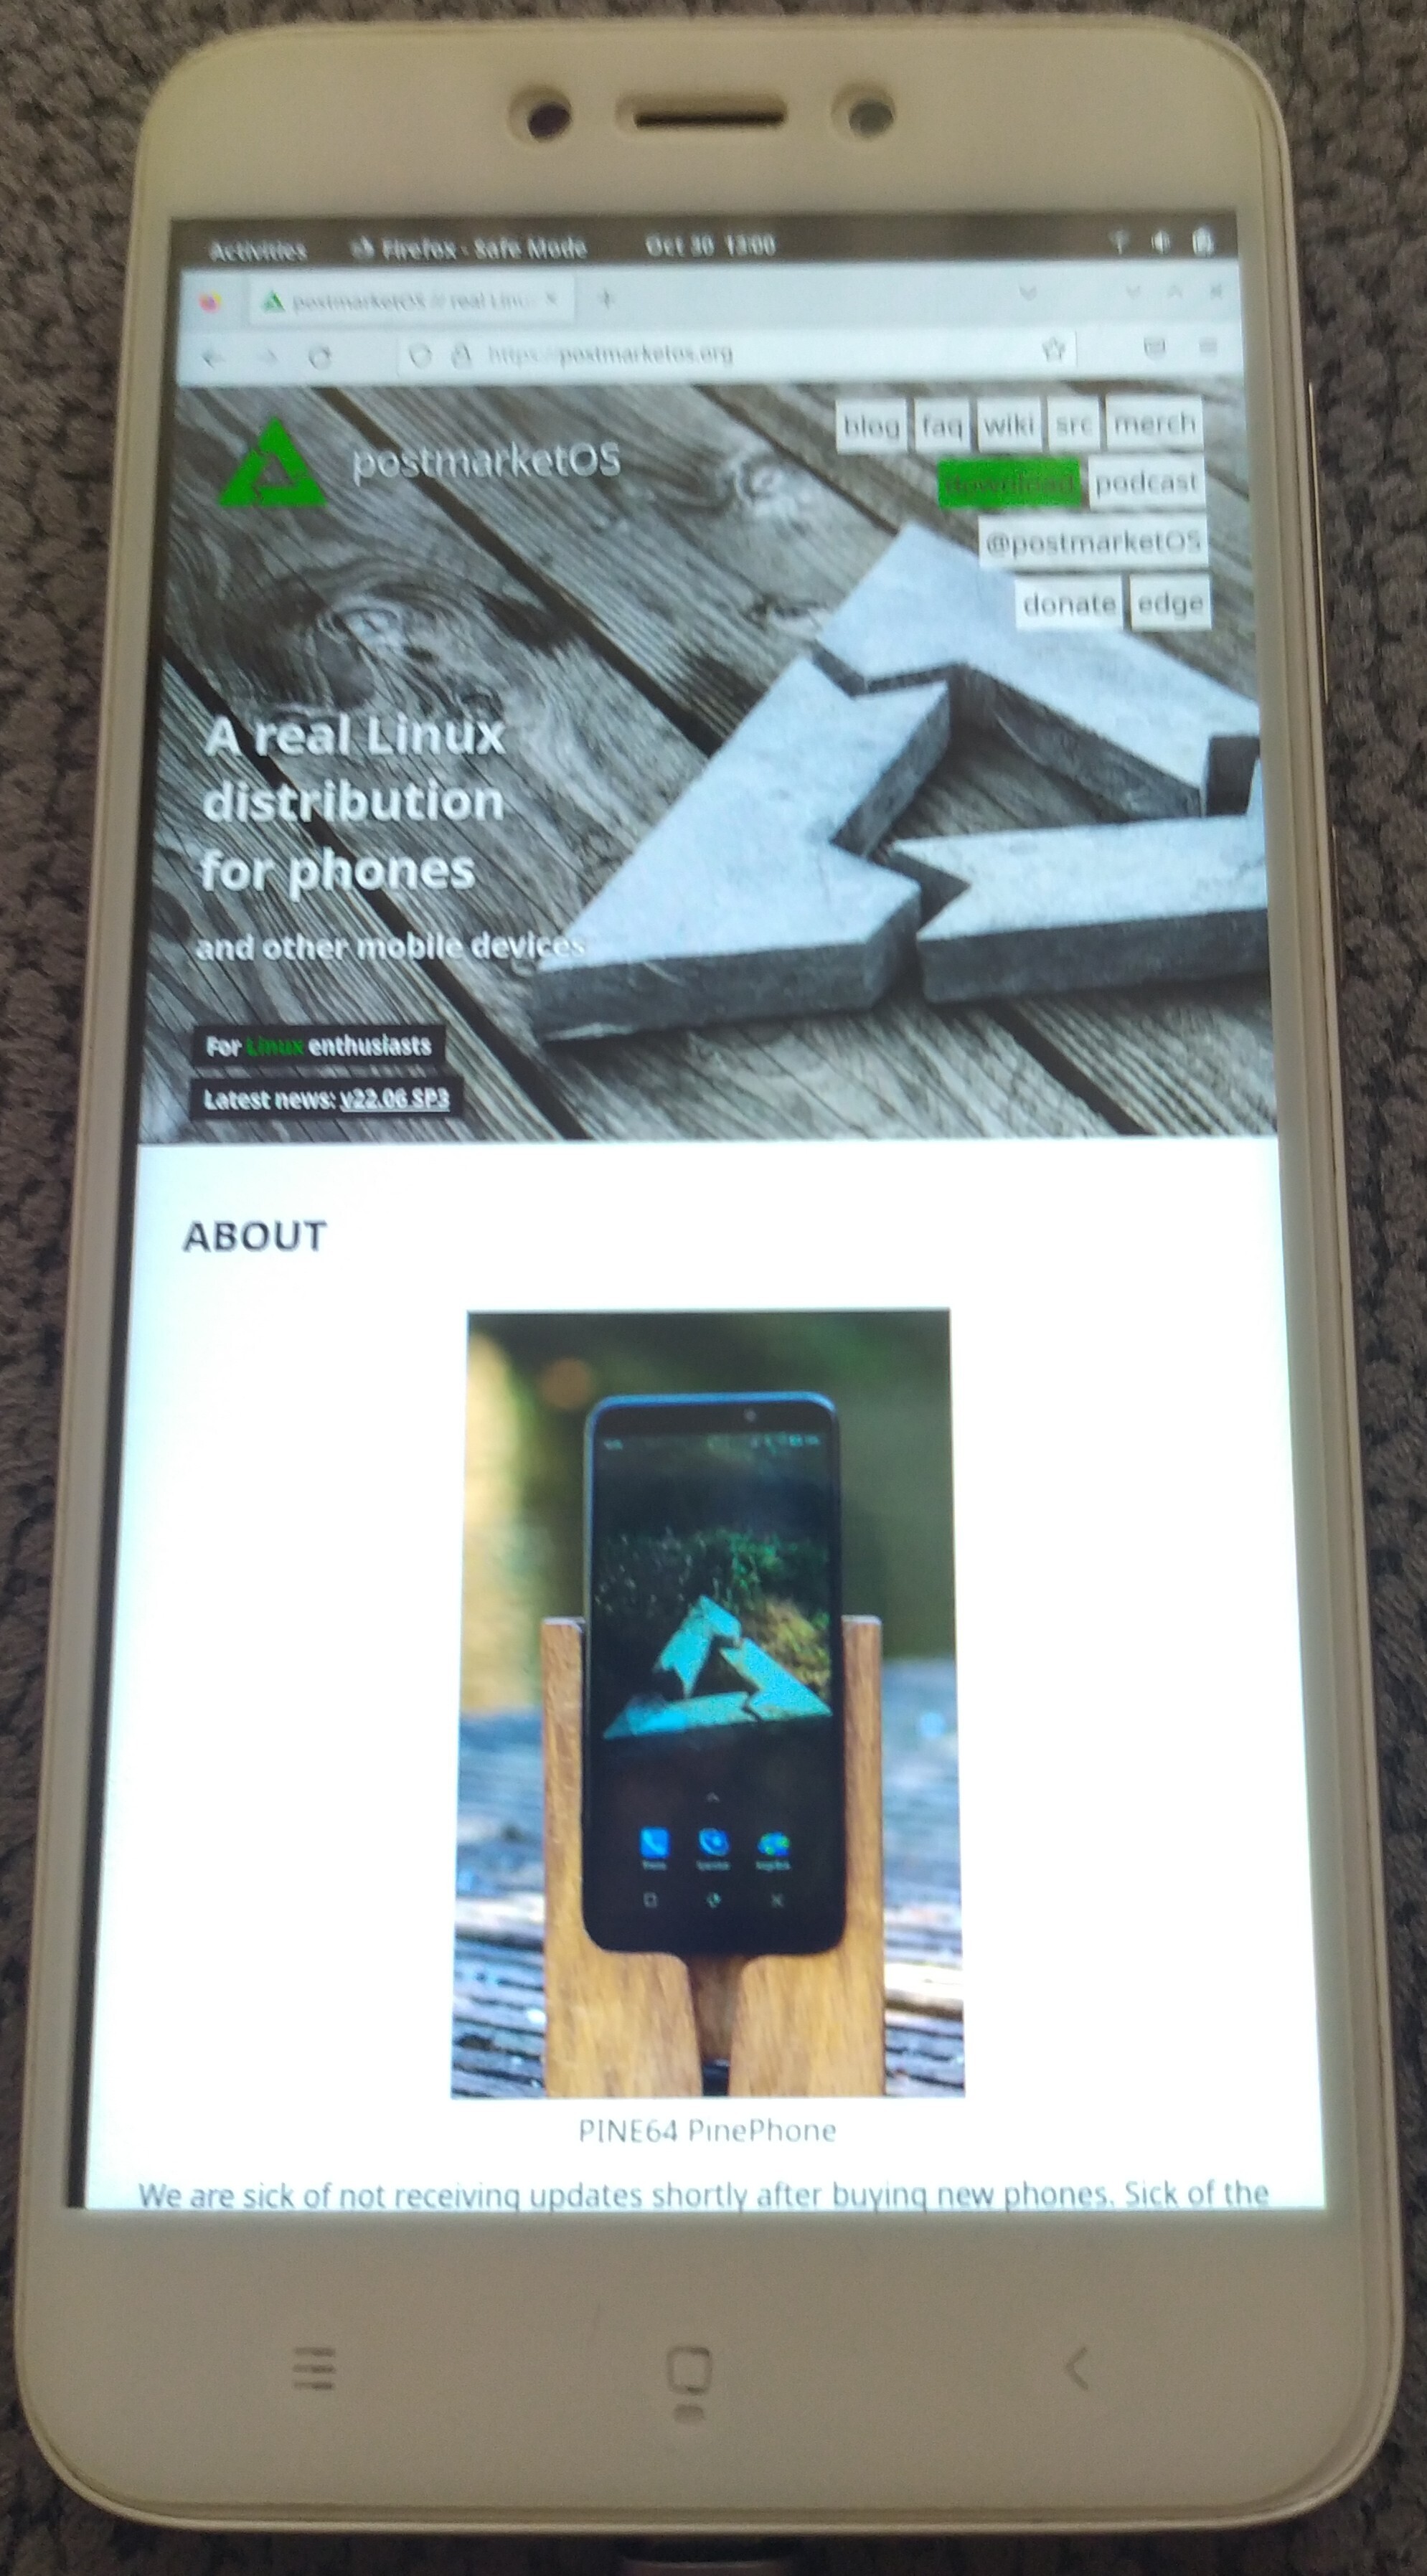 Activities Firefox - Safe Mode Oct 30 13:00
postmarketOS // real Linu
https://postmarketos.org
postmarketOS
blog faq wiki src merch
download podcast
@postmarketOS
donate edge
A real Linux
distribution
for phones
and other mobile devices
For Linux enthusiasts
Latest news: v22.06 SP3
ABOUT
PINE64 PinePhone
We are sick of not receiving updates shortly after buying new phones. Sick of the